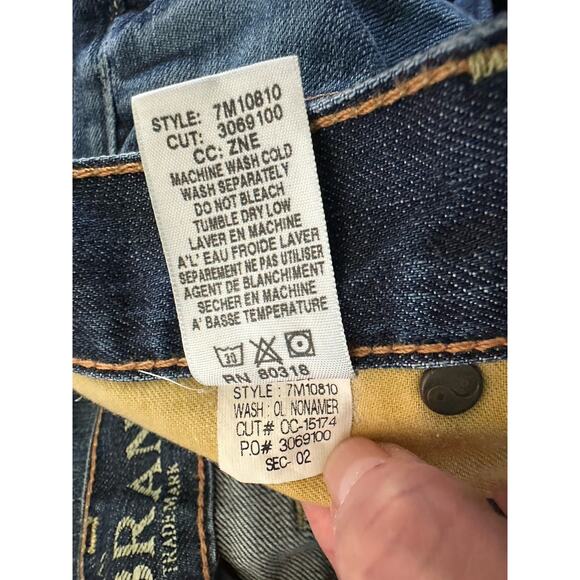 STYLE: 7M10810
CUT: 3069100
CC: ZNE
MACHINE WASH COLD
WASH SEPARATELY
DO NOT BLEACH
TUMBLE DRY LOW
LAVER EN MACHINE
A'L' EAU FROIDE LAVER
SEPAREMENT NE PAS UTILISER
AGENT DE BLANCHIMENT
SECHER EN MACHINE
A' BASSE TEMPERATURE
30
RN 80318
STYLE: 7M10810
WASH: OL NONAMER
CUT# CC-15174
P.O# 3069100
SEC- 02
BRAN
TRADEMARK